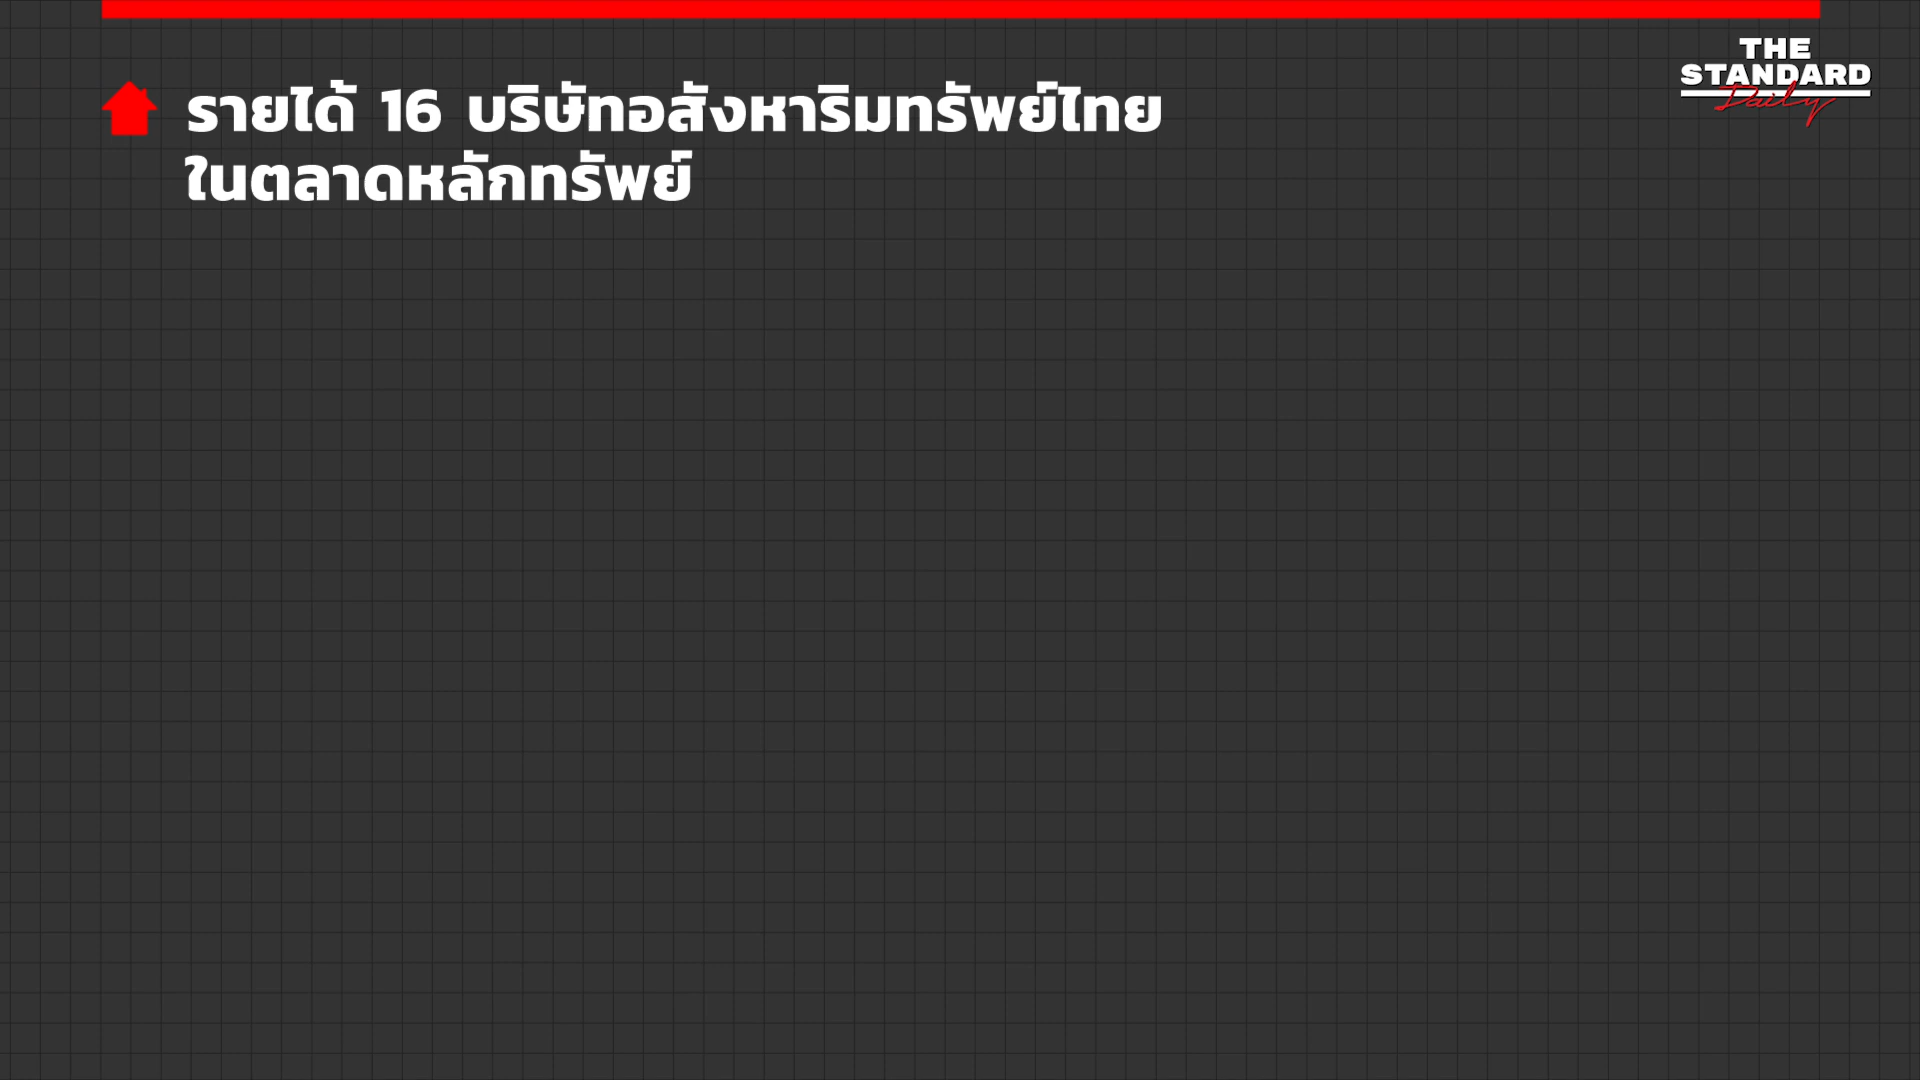 รายได้ 16 บริษัทอสังหาริมทรัพย์ไทย
ในตลาดหลักทรัพย์
THE
STANDARD
Daily